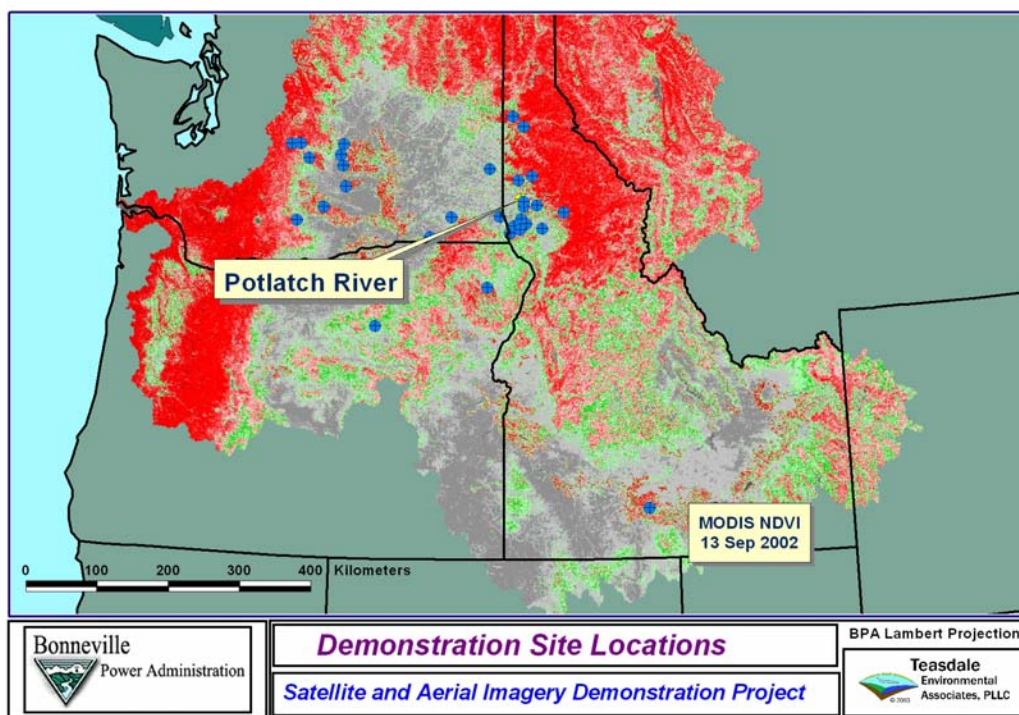 Potlatch River
MODIS NDVI
13 Sep 2002
0 100 200 300 400 Kilometers
Bonneville
Power Administration
Demonstration Site Locations
Satellite and Aerial Imagery Demonstration Project
BPA Lambert Projection
Teasdale
Environmental
Associates, PLLC
© 2003